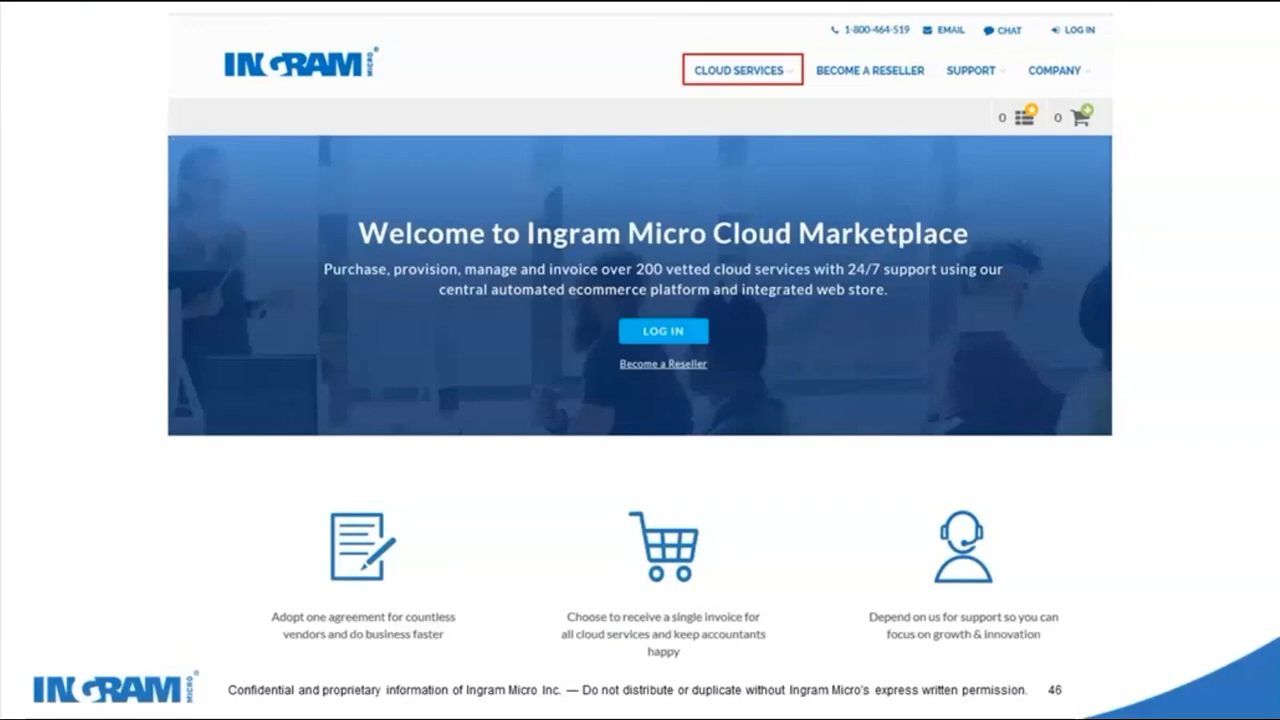 1-800-464-519 EMAIL CHAT LOG IN
INGRAM MICRO ®
CLOUD SERVICES BECOME A RESELLER SUPPORT COMPANY
0 0
Welcome to Ingram Micro Cloud Marketplace
Purchase, provision, manage and invoice over 200 vetted cloud services with 24/7 support using our
central automated ecommerce platform and integrated web store.
LOG IN
Become a Reseller
Adopt one agreement for countless
vendors and do business faster
Choose to receive a single invoice for
all cloud services and keep accountants
happy
Depend on us for support so you can
focus on growth & innovation
INGRAM MICRO ®
Confidential and proprietary information of Ingram Micro Inc. — Do not distribute or duplicate without Ingram Micro's express written permission. 46